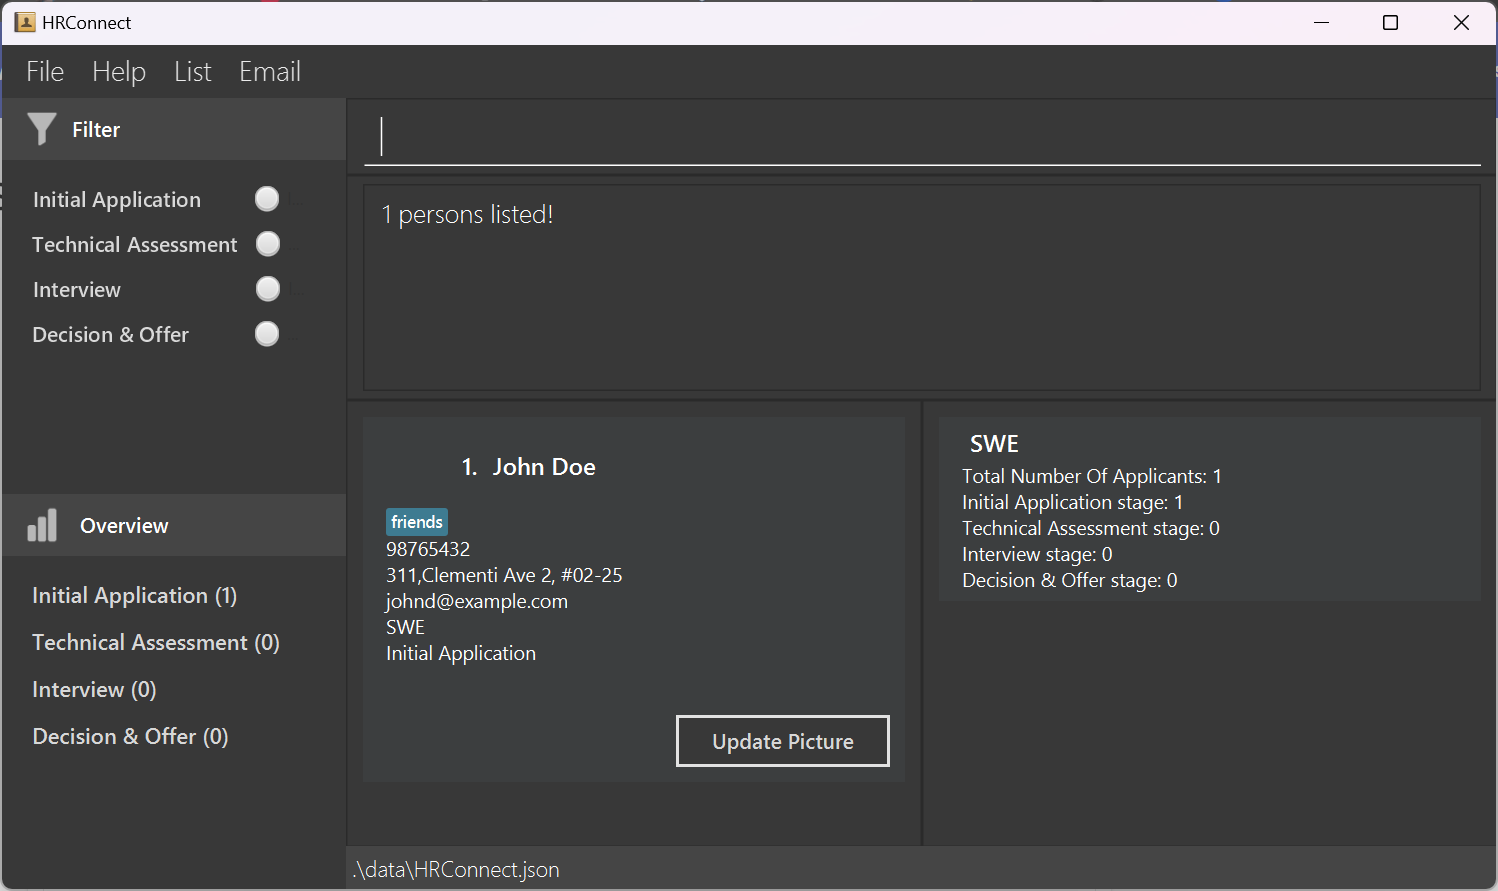 HRConnect
File Help List Email
Filter
Initial Application
Technical Assessment
Interview
Decision & Offer
Overview
Initial Application (1)
Technical Assessment (0)
Interview (0)
Decision & Offer (0)
1 persons listed!
1. John Doe
friends
98765432
311,Clementi Ave 2, #02-25
johnd@example.com
SWE
Initial Application
Update Picture
SWE
Total Number Of Applicants: 1
Initial Application stage: 1
Technical Assessment stage: 0
Interview stage: 0
Decision & Offer stage: 0
.\data\HRConnect.json